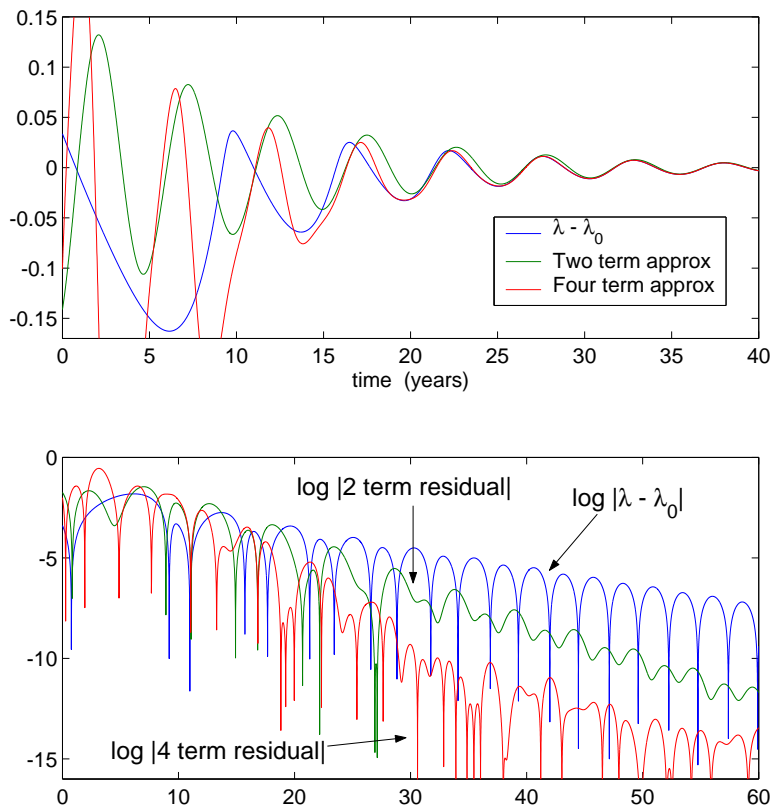 0.15
0.1
0.05
0
-0.05
-0.1
-0.15
λ - λ0
Two term approx
Four term approx
0 5 10 15 20 25 30 35 40
time (years)
0
-5
-10
-15
log |2 term residual|
log |λ - λ0|
log |4 term residual|
0 10 20 30 40 50 60